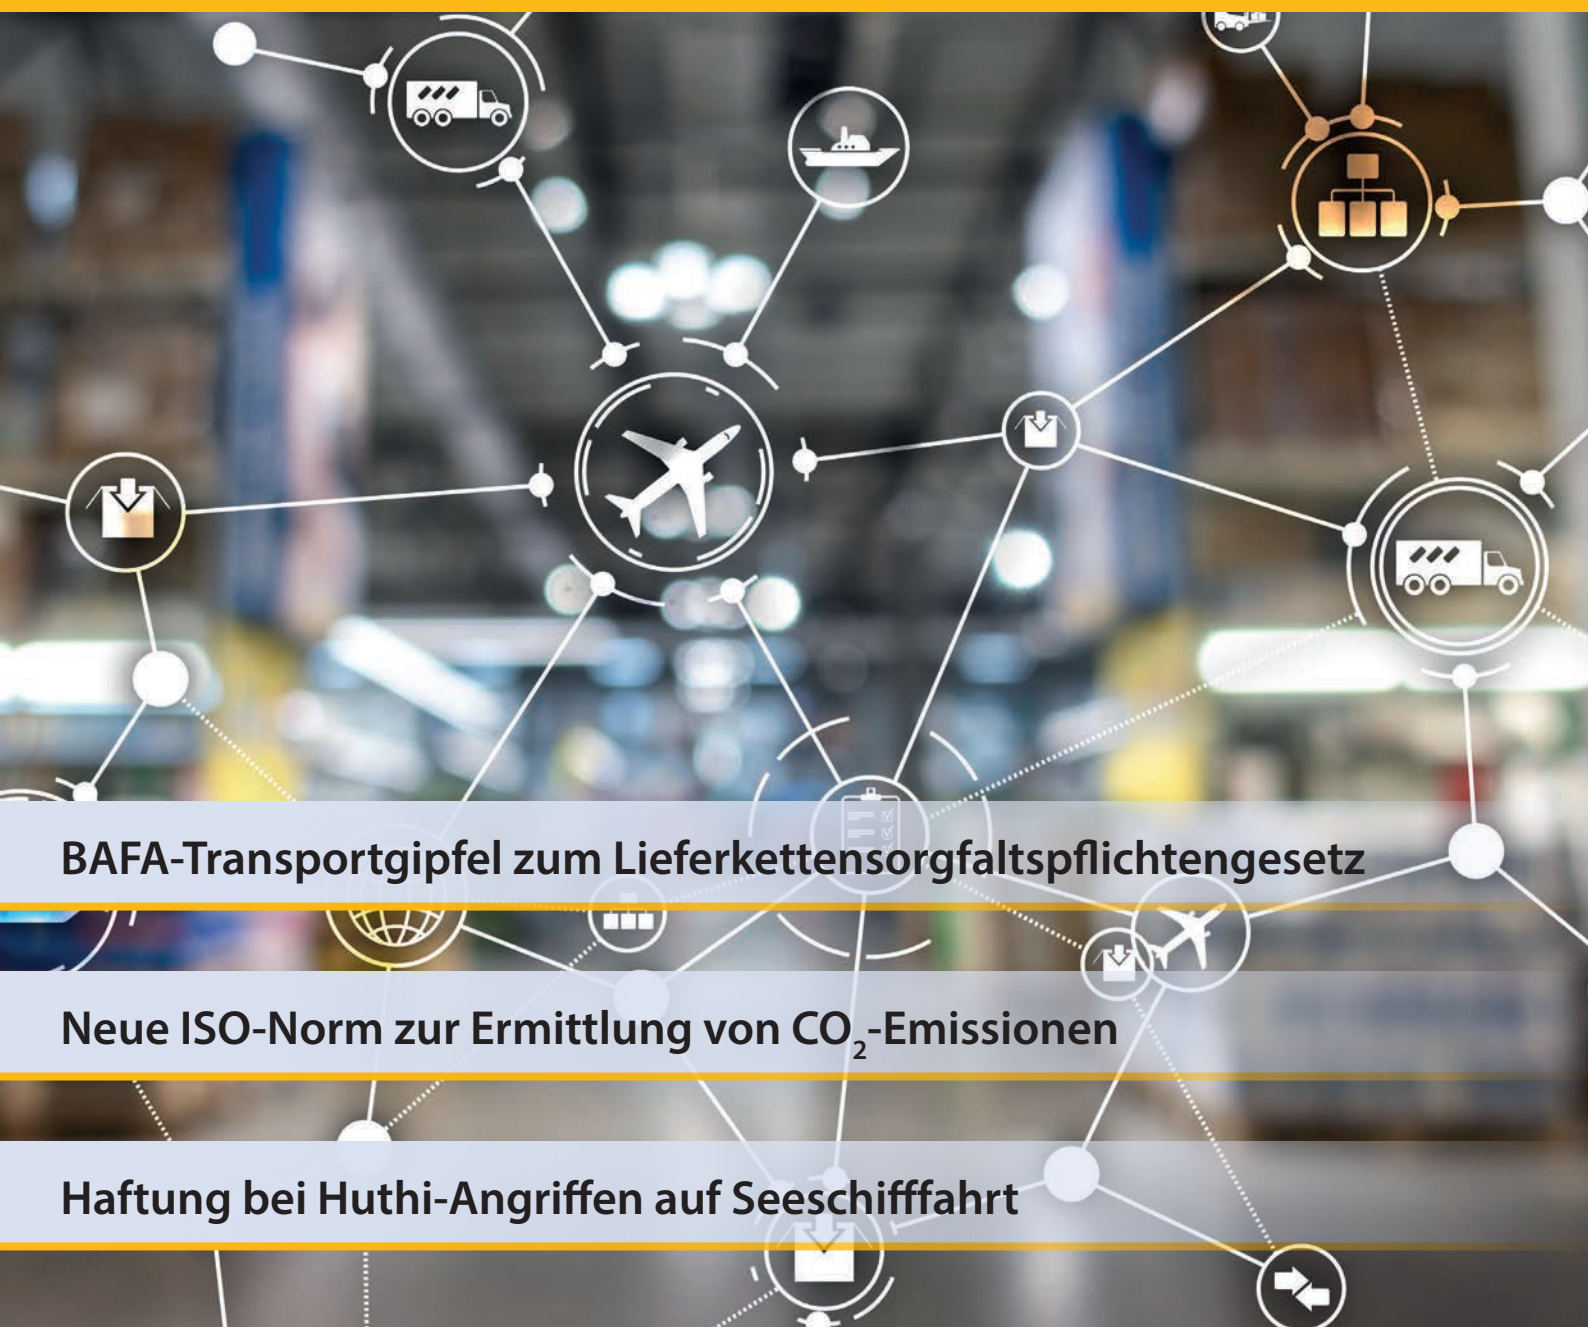 BAFA-Transportgipfel zum Lieferkettensorgfaltspflichtengesetz
Neue ISO-Norm zur Ermittlung von CO₂-Emissionen
Haftung bei Huthi-Angriffen auf Seeschifffahrt